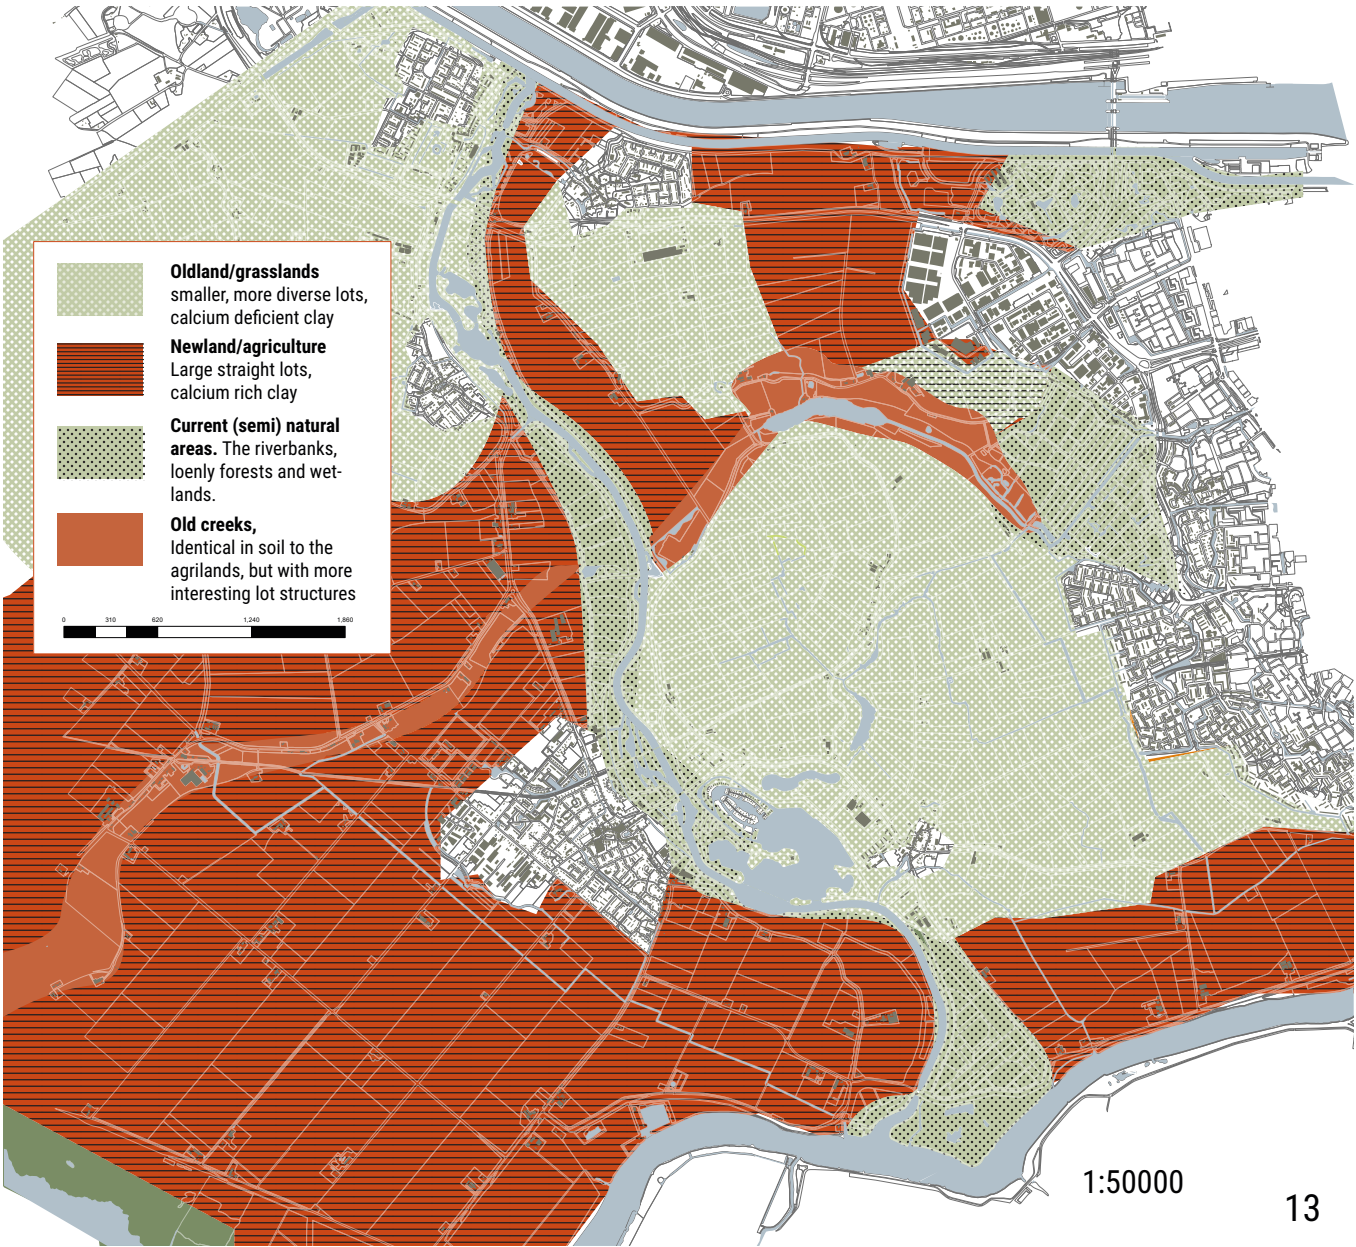 Oldland/grasslands
smaller, more diverse lots,
calcium deficient clay
Newland/agriculture
Large straight lots,
calcium rich clay
Current (semi) natural
areas. The riverbanks,
loenly forests and wet-
lands.
Old creeks,
Identical in soil to the
agrilands, but with more
interesting lot structures
0 310 620 1,240 1,860
1:50000
13